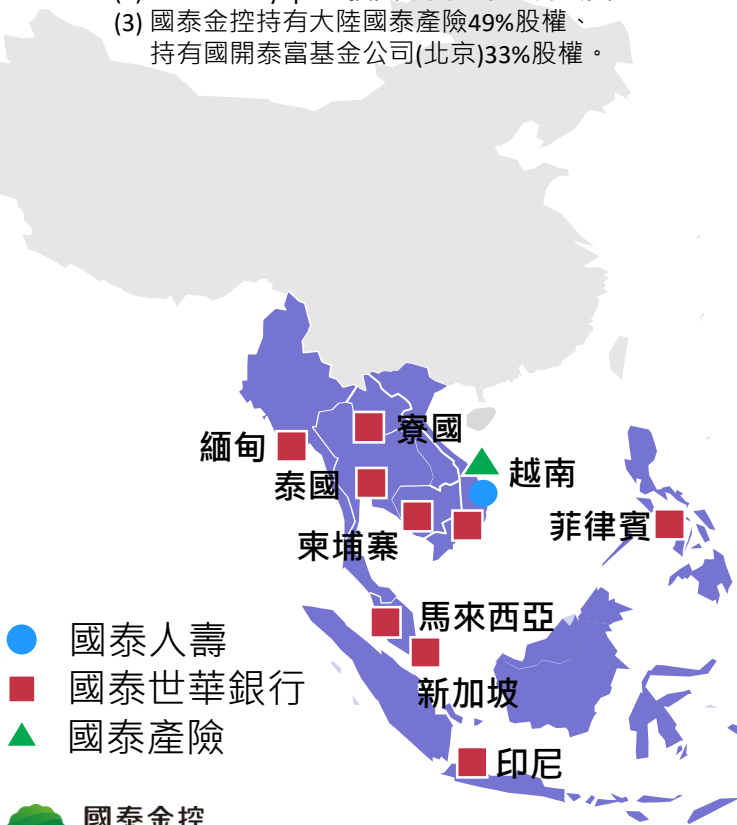 (3) 國泰金控持有大陸國泰產險49%股權、
持有國開泰富基金公司(北京)33%股權。
寮國
緬甸
越南
泰國
菲律賓
柬埔寨
馬來西亞
國泰人壽
國泰世華銀行
新加坡
國泰產險
印尼
國泰金控